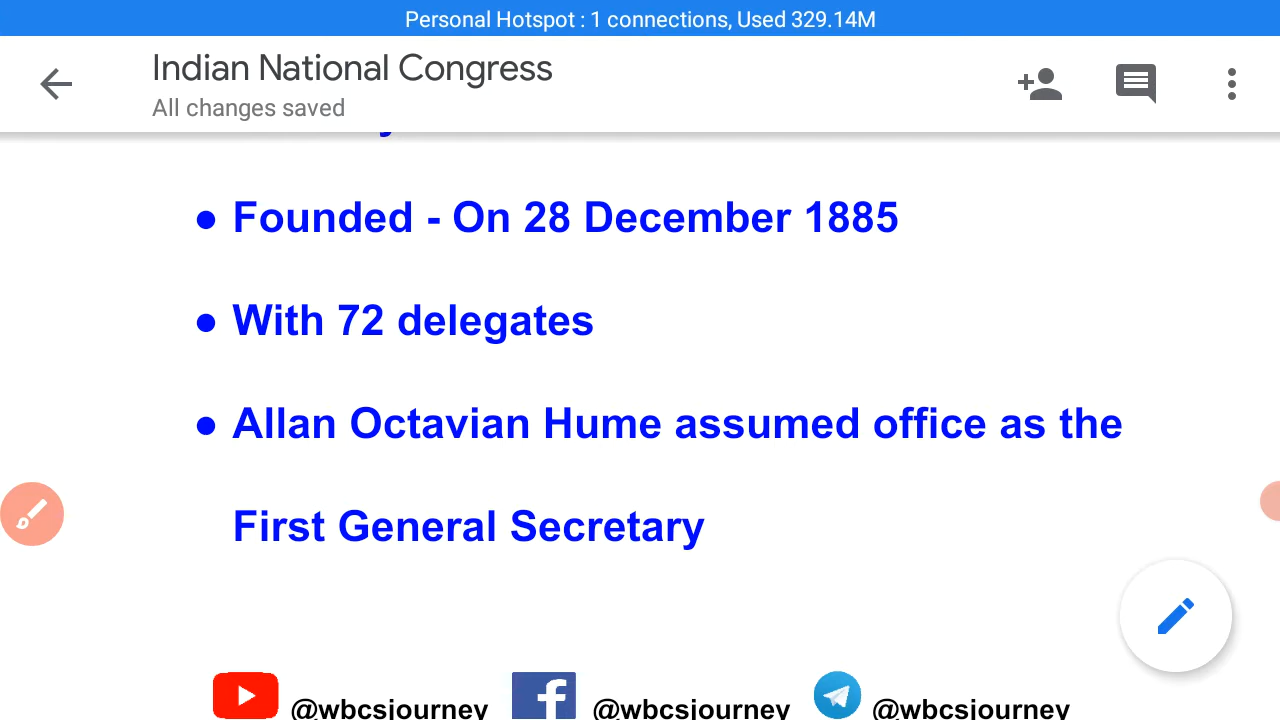 Personal Hotspot : 1 connections, Used 329.14M
Indian National Congress
All changes saved
● Founded - On 28 December 1885
● With 72 delegates
● Allan Octavian Hume assumed office as the
First General Secretary
@wbcsjourney @wbcsjourney @wbcsjourney